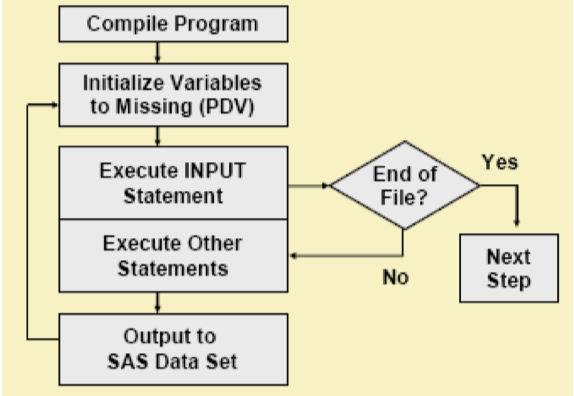 Compile Program
Initialize Variables
to Missing (PDV)
Execute INPUT
Statement
End of
File?
Yes
Execute Other
Statements
No
Next
Step
Output to
SAS Data Set